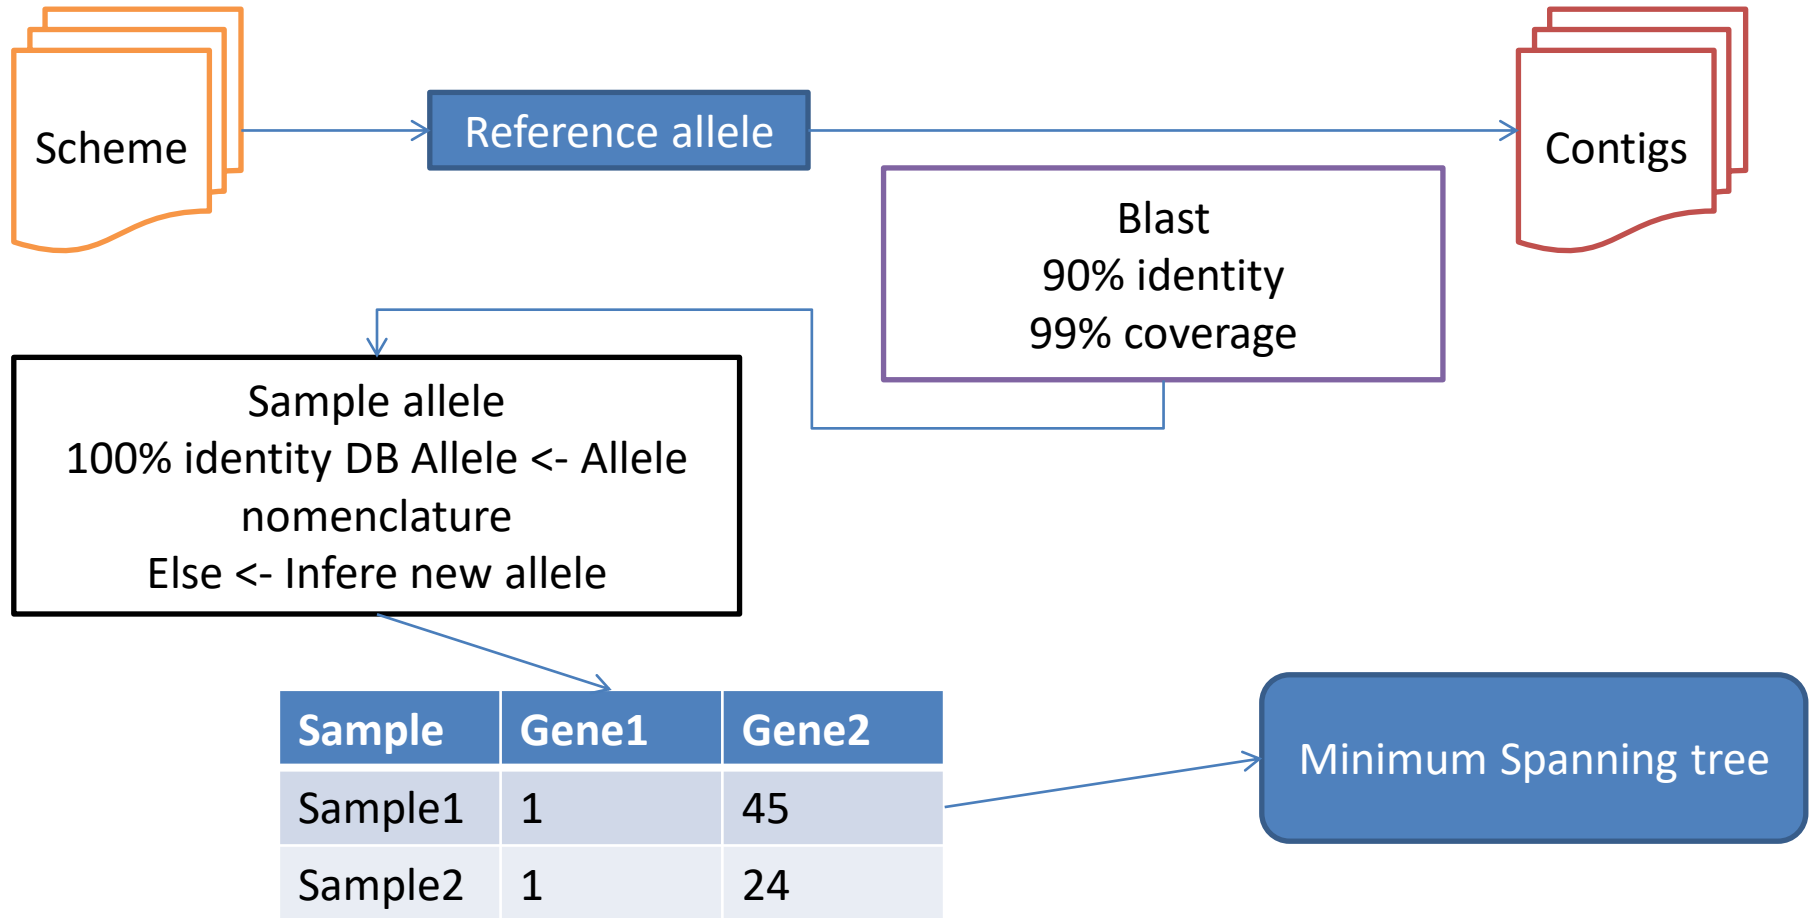 Scheme
Reference allele
Contigs
Blast
90% identity
99% coverage
Sample allele
100% identity DB Allele <- Allele
nomenclature
Else <- Infere new allele
Sample Gene1 Gene2
Sample1 1 45
Sample2 1 24
Minimum Spanning tree